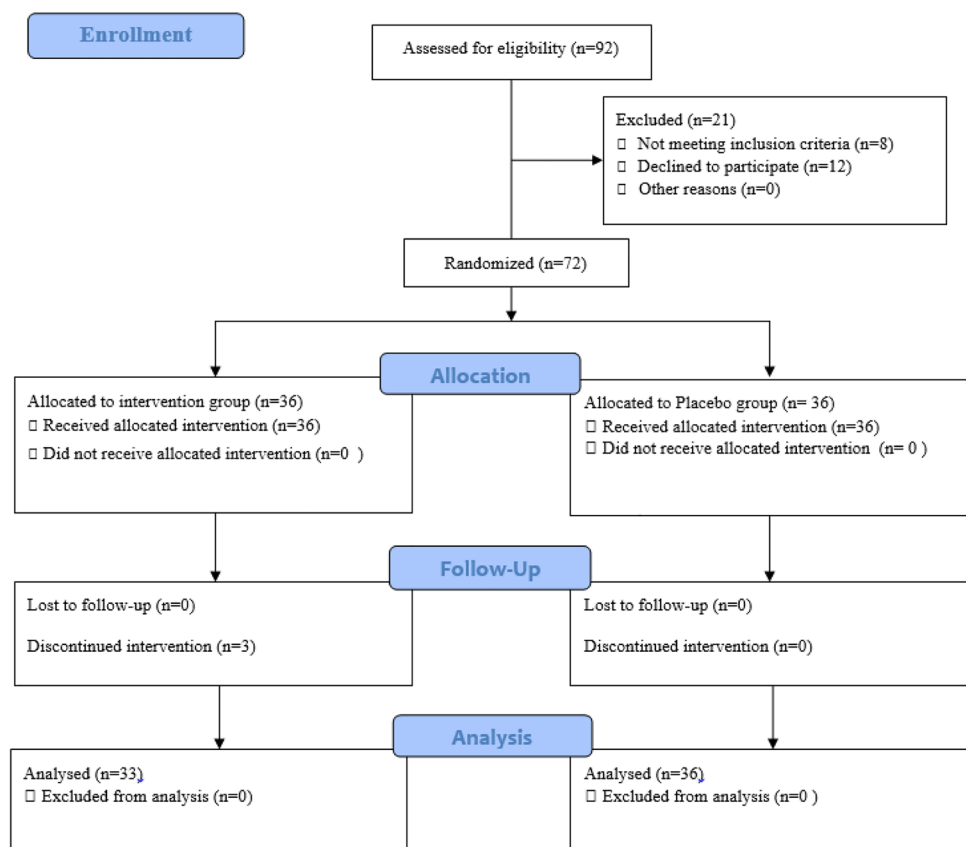 Enrollment
Assessed for eligibility (n=92)
Excluded (n=21)
▯ Not meeting inclusion criteria (n=8)
▯ Declined to participate (n=12)
▯ Other reasons (n=0)
Randomized (n=72)
Allocation
Allocated to intervention group (n=36)
▯ Received allocated intervention (n=36)
▯ Did not receive allocated intervention (n=0 )
Allocated to Placebo group (n= 36)
▯ Received allocated intervention (n=36)
▯ Did not receive allocated intervention (n= 0 )
Follow-Up
Lost to follow-up (n=0)
Discontinued intervention (n=3)
Lost to follow-up (n=0)
Discontinued intervention (n=0)
Analysis
Analysed (n=33)
▯ Excluded from analysis (n=0)
Analysed (n=36)
▯ Excluded from analysis (n=0 )